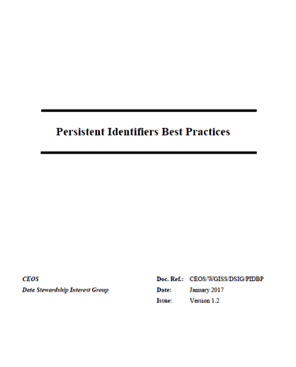 Persistent Identifiers Best Practices
CEOS Doc. Ref.: CEOS/WGISS/DSIG/PIDBP
Data Stewardship Interest Group Date: January 2017
Issue: Version 1.2